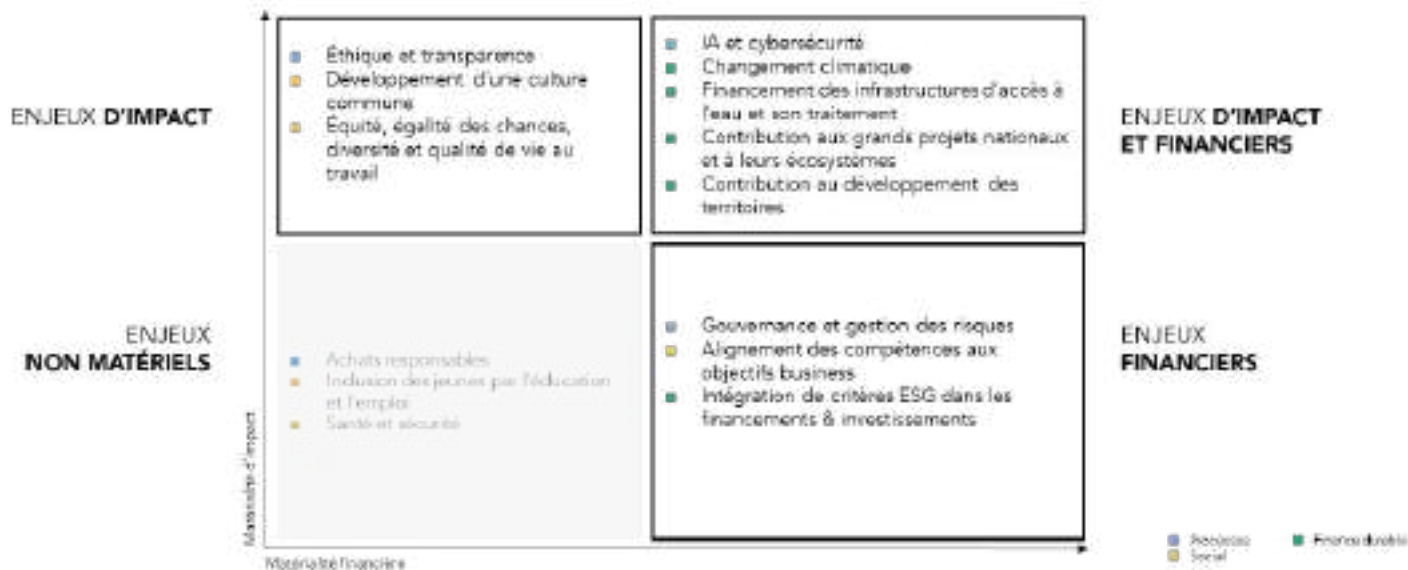 ENJEUX D'IMPACT
Éthique et transparence
Développement d'une culture
commune
Équité, égalité des chances,
diversité et qualité de vie au
travail
IA et cybersécurité
Changement climatique
Financement des infrastructures d'accès à
l'eau et son traitement
Contribution aux grands projets nationaux
et à leurs écosystèmes
Contribution au développement des
territoires
ENJEUX D'IMPACT
ET FINANCIERS
ENJEUX
NON MATÉRIELS
Achats responsables
Inclusion des jeunes par l'éducation
et l'emploi
Santé et sécurité
Gouvernance et gestion des risques
Alignement des compétences aux
objectifs business
Intégration de critères ESG dans les
financements & investissements
ENJEUX
FINANCIERS
Matérialité d'impact
Matérialité financière
Social
Finance durable